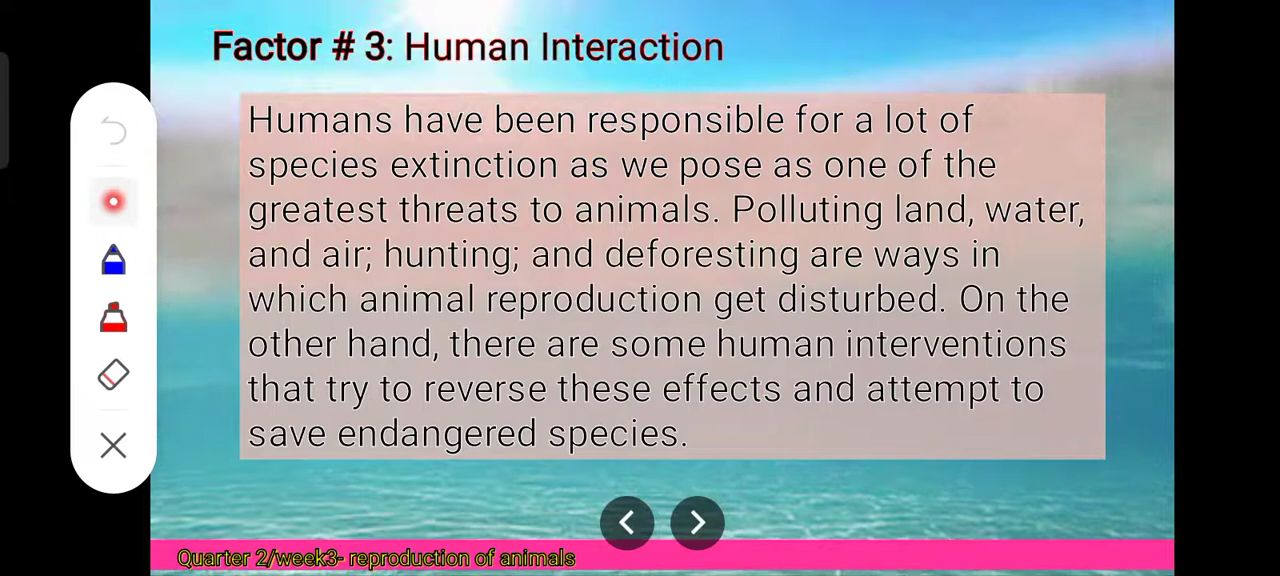 Factor # 3: Human Interaction
Humans have been responsible for a lot of
species extinction as we pose as one of the
greatest threats to animals. Polluting land, water,
and air; hunting; and deforesting are ways in
which animal reproduction get disturbed. On the
other hand, there are some human interventions
that try to reverse these effects and attempt to
save endangered species.
Quarter 2/week3- reproduction of animals